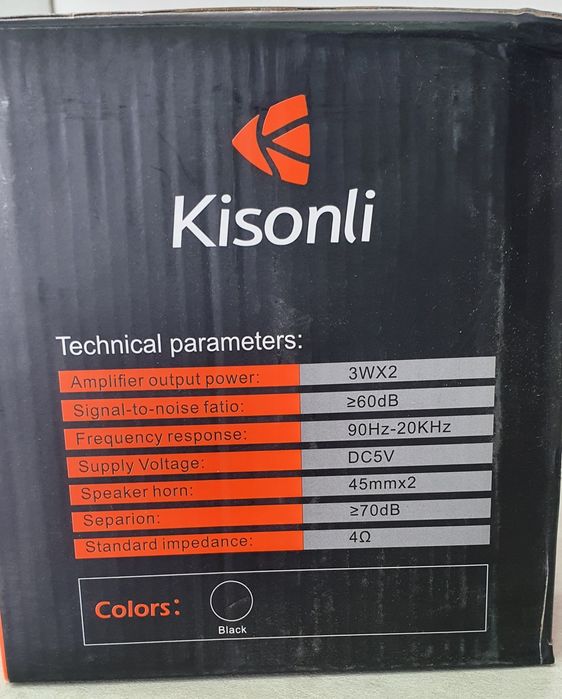 Kisonli
Technical parameters:
Amplifier output power: 3WX2
Signal-to-noise fatio: ≥60dB
Frequency response: 90Hz-20KHz
Supply Voltage: DC5V
Speaker horn: 45mmx2
Separion: ≥70dB
Standard impedance: 4Ω
Colors:
Black